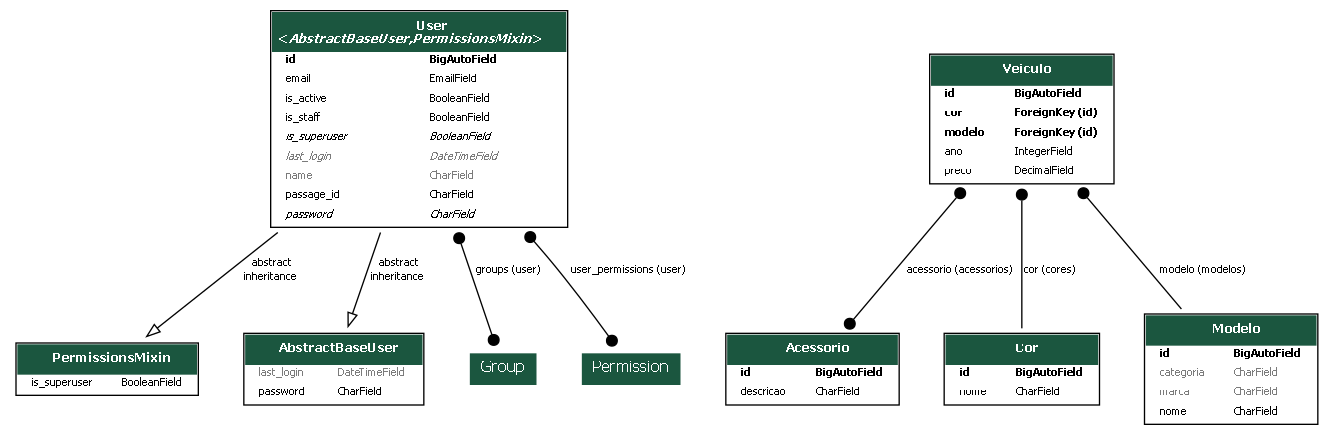 User
<AbstractBaseUser,PermissionsMixin>
id BigAutoField
email EmailField
is_active BooleanField
is_staff BooleanField
is_superuser BooleanField
last_login DateTimeField
name CharField
passage_id CharField
password CharField
abstract
inheritance
abstract
inheritance
groups (user)
user_permissions (user)
PermissionsMixin
is_superuser BooleanField
AbstractBaseUser
last_login DateTimeField
password CharField
Group
Permission
Veiculo
id BigAutoField
cor ForeignKey (id)
modelo ForeignKey (id)
ano IntegerField
preco DecimalField
acessorio (acessorios)
cor (cores)
modelo (modelos)
Acessorio
id BigAutoField
descricao CharField
Cor
id BigAutoField
nome CharField
Modelo
id BigAutoField
categoria CharField
marca CharField
nome CharField